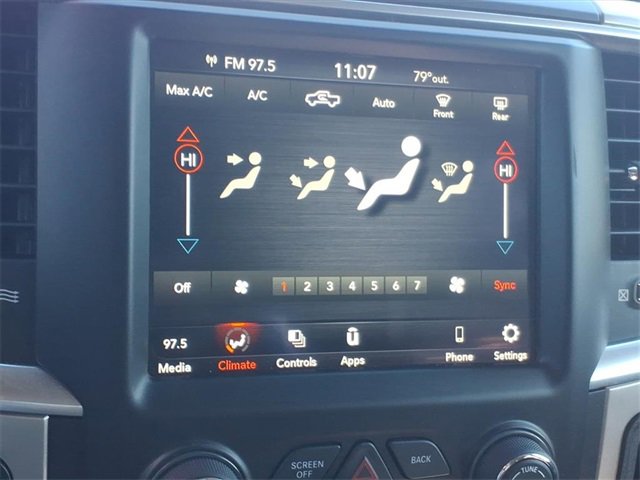 FM 97.5 11:07 79°out.
Max A/C A/C Auto Front Rear
HI HI
Off 1 2 3 4 5 6 7 Sync
97.5
Media Climate Controls Apps Phone Settings
SCREEN OFF BACK
TUNE